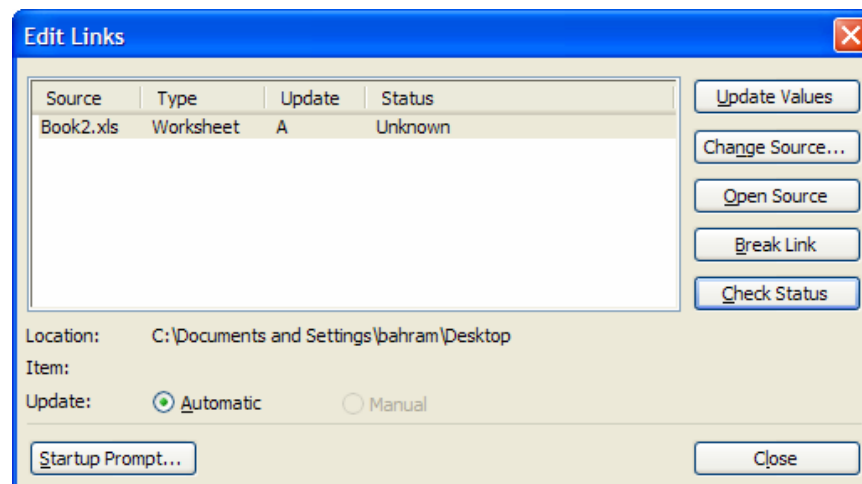 Edit Links
Source Type Update Status
Book2.xls Worksheet A Unknown
Update Values
Change Source...
Open Source
Break Link
Check Status
Location: C:\Documents and Settings\bahram\Desktop
Item:
Update: Automatic Manual
Startup Prompt... Close